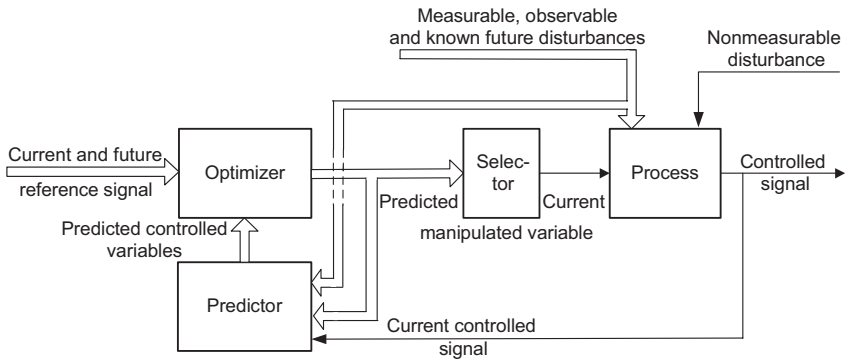 Measurable, observable
and known future disturbances
Nonmeasurable
disturbance
Current and future
reference signal
Optimizer
Selec-
tor
Process
Controlled
signal
Predicted
Current
manipulated variable
Predicted controlled
variables
Predictor
Current controlled
signal